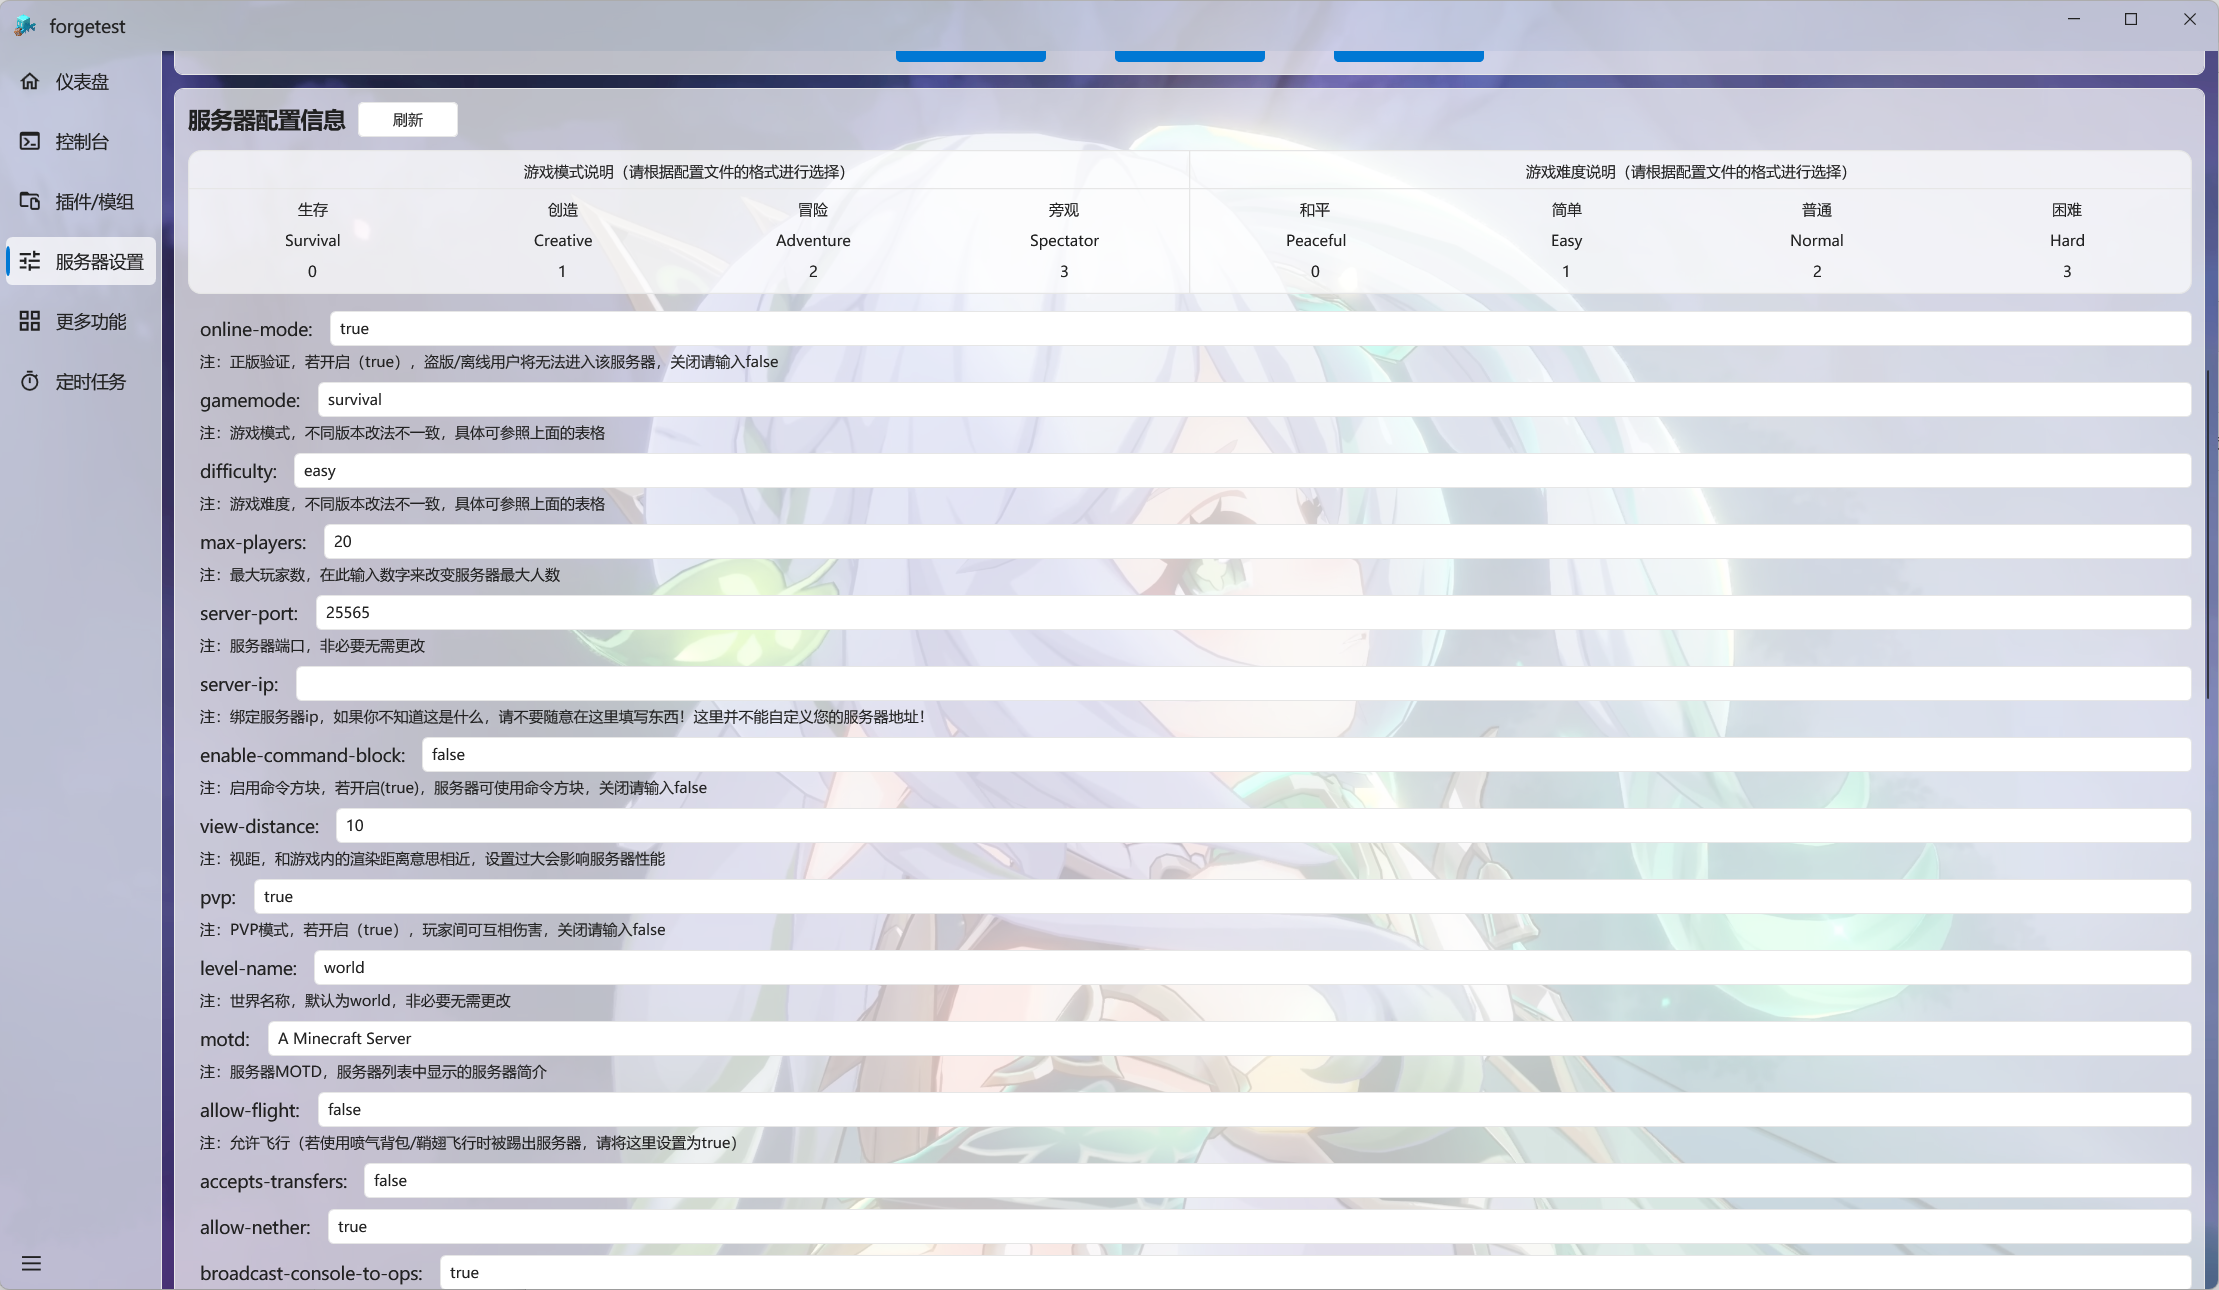 forgetest
仪表盘
控制台
插件/模组
服务器设置
更多功能
定时任务
服务器配置信息 刷新
游戏模式说明（请根据配置文件的格式进行选择） 游戏难度说明（请根据配置文件的格式进行选择）
生存 创造 冒险 旁观 和平 简单 普通 困难
Survival Creative Adventure Spectator Peaceful Easy Normal Hard
0 1 2 3 0 1 2 3
online-mode: true
注：正版验证，若开启（true），盗版/离线用户将无法进入该服务器，关闭请输入false
gamemode: survival
注：游戏模式，不同版本改法不一致，具体可参照上面的表格
difficulty: easy
注：游戏难度，不同版本改法不一致，具体可参照上面的表格
max-players: 20
注：最大玩家数，在此输入数字来改变服务器最大人数
server-port: 25565
注：服务器端口，非必要无需更改
server-ip:
注：绑定服务器ip，如果你不知道这是什么，请不要随意在这里填写东西！这里并不能自定义您的服务器地址！
enable-command-block: false
注：启用命令方块，若开启(true)，服务器可使用命令方块，关闭请输入false
view-distance: 10
注：视距，和游戏内的渲染距离意思相近，设置过大会影响服务器性能
pvp: true
注：PVP模式，若开启（true），玩家间可互相伤害，关闭请输入false
level-name: world
注：世界名称，默认为world，非必要无需更改
motd: A Minecraft Server
注：服务器MOTD，服务器列表中显示的服务器简介
allow-flight: false
注：允许飞行（若使用喷气背包/鞘翅飞行时被踢出服务器，请将这里设置为true）
accepts-transfers: false
allow-nether: true
broadcast-console-to-ops: true